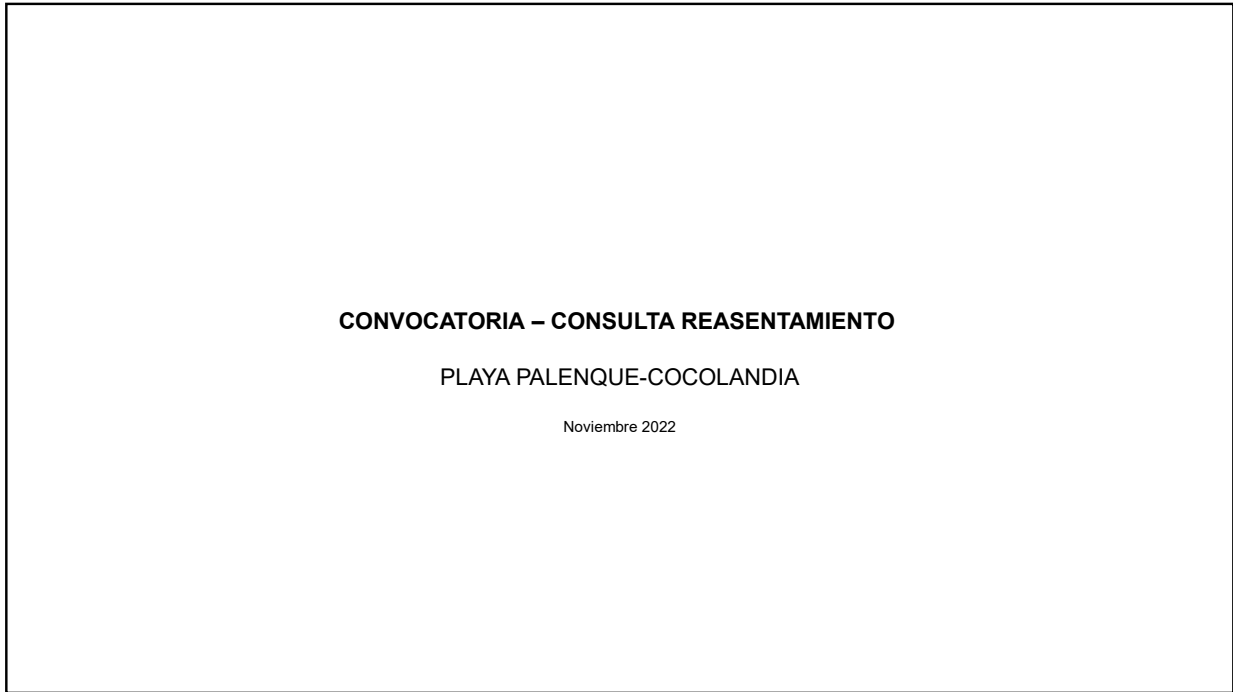 CONVOCATORIA – CONSULTA REASENTAMIENTO
PLAYA PALENQUE-COCOLANDIA
Noviembre 2022